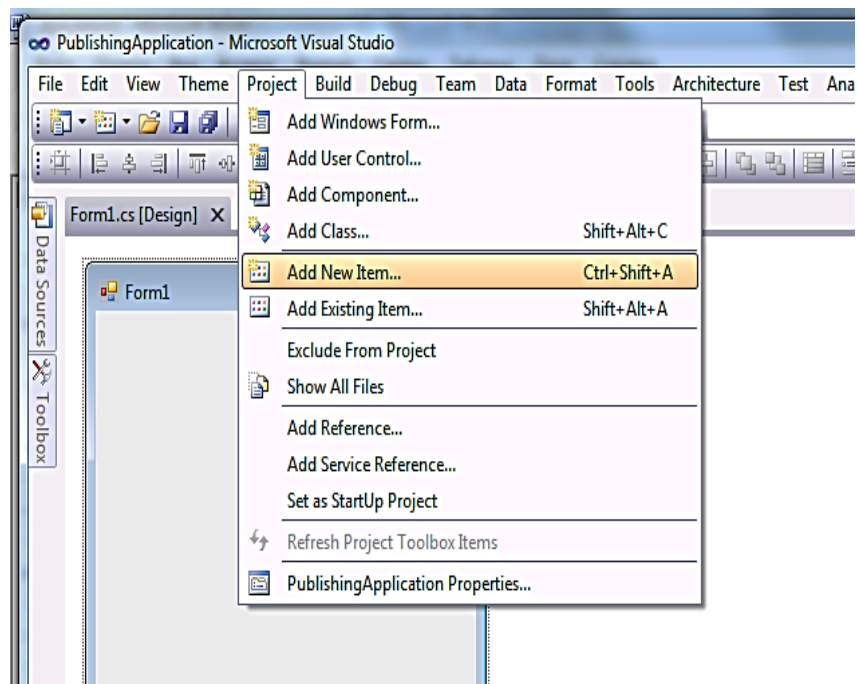 PublishingApplication - Microsoft Visual Studio
File Edit View Theme Project Build Debug Team Data Format Tools Architecture Test Ana
Add Windows Form...
Add User Control...
Add Component...
Form1.cs [Design] X
Add Class... Shift+Alt+C
Add New Item... Ctrl+Shift+A
Form1
Add Existing Item... Shift+Alt+A
Exclude From Project
Show All Files
Add Reference...
Add Service Reference...
Set as StartUp Project
Refresh Project Toolbox Items
PublishingApplication Properties...
Data Sources
Toolbox